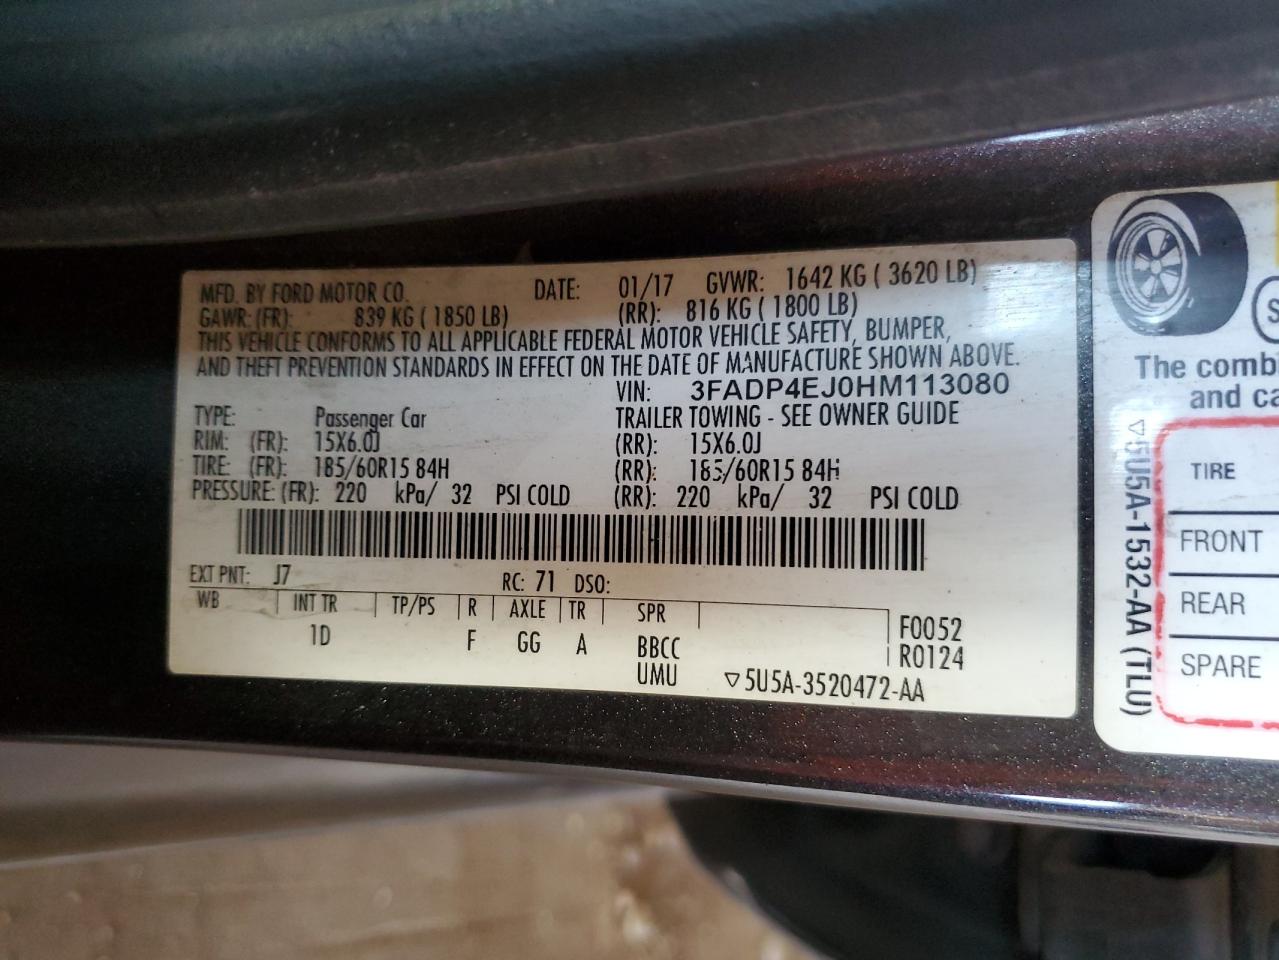 MFD. BY FORD MOTOR CO. DATE: 01/17 GVWR: 1642 KG ( 3620 LB)
GAWR: (FR): 839 KG ( 1850 LB) (RR): 816 KG ( 1800 LB)
THIS VEHICLE CONFORMS TO ALL APPLICABLE FEDERAL MOTOR VEHICLE SAFETY, BUMPER,
AND THEFT PREVENTION STANDARDS IN EFFECT ON THE DATE OF MANUFACTURE SHOWN ABOVE.
VIN: 3FADP4EJ0HM113080
TYPE: Passenger Car TRAILER TOWING - SEE OWNER GUIDE
RIM: (FR): 15X6.0J (RR): 15X6.0J
TIRE: (FR): 185/60R15 84H (RR): 185/60R15 84H
PRESSURE: (FR): 220 kPa/ 32 PSI COLD (RR): 220 kPa/ 32 PSI COLD
EXT PNT: J7 RC: 71 DSO:
WB INT TR TP/PS R AXLE TR SPR
1D F GG A BBCC F0052
UMU R0124
▽5U5A-3520472-AA
The comb
and ca
▽5U5A-1532-AA (TLU)
TIRE
FRONT
REAR
SPARE